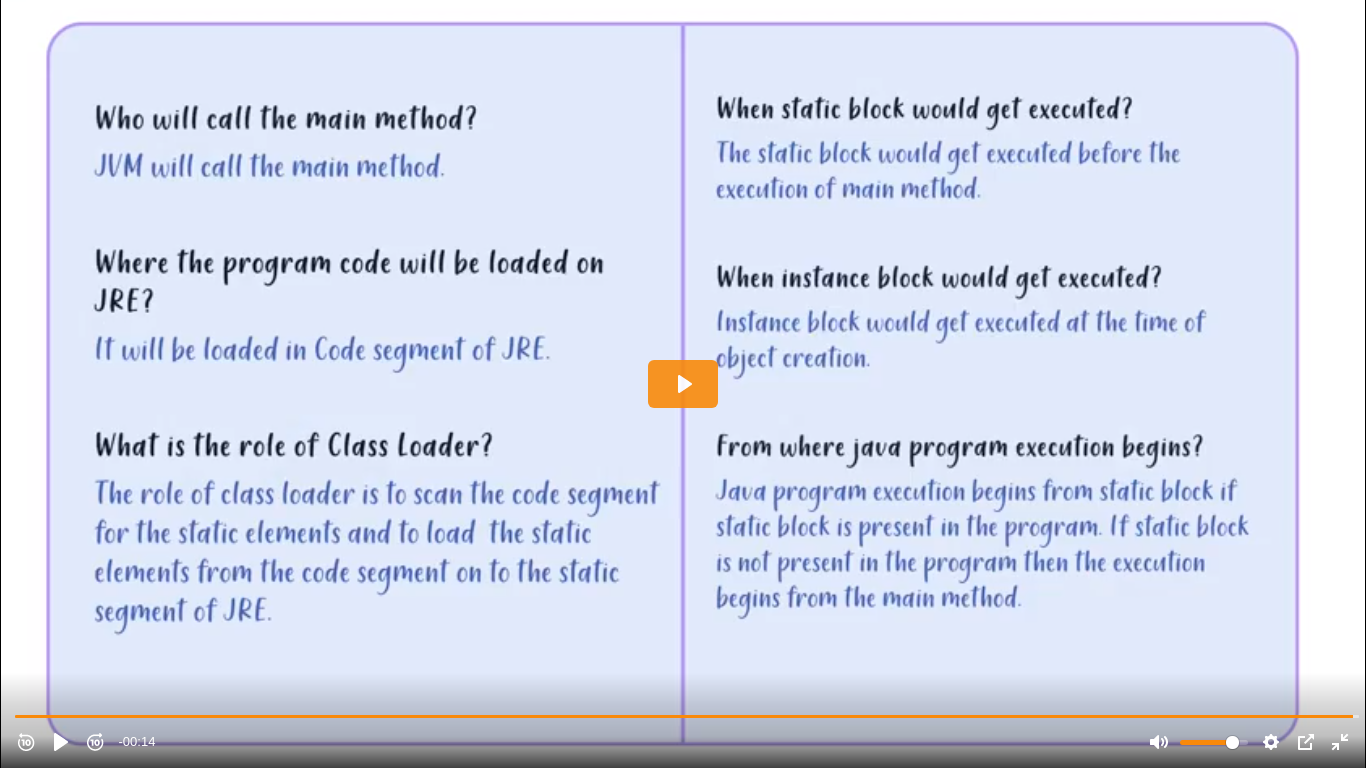 Who will call the main method?
JVM will call the main method.
Where the program code will be loaded on
JRE?
It will be loaded in Code segment of JRE.
What is the role of Class Loader?
The role of class loader is to scan the code segment
for the static elements and to load the static
elements from the code segment on to the static
segment of JRE.
When static block would get executed?
The static block would get executed before the
execution of main method.
When instance block would get executed?
Instance block would get executed at the time of
object creation.
From where java program execution begins?
Java program execution begins from static block if
static block is present in the program. If static block
is not present in the program then the execution
begins from the main method.
10
10
-00:14